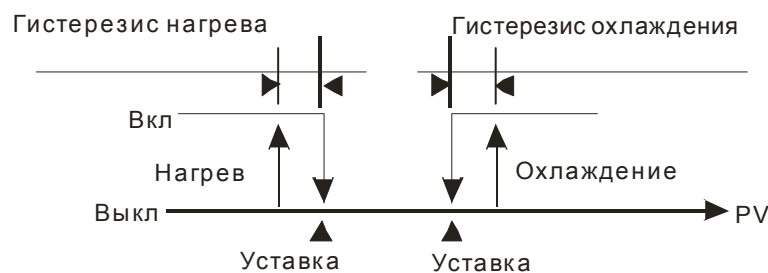 Гистерезис нагрева
Гистерезис охлаждения
Вкл
Нагрев
Охлаждение
Выкл
PV
Уставка
Уставка